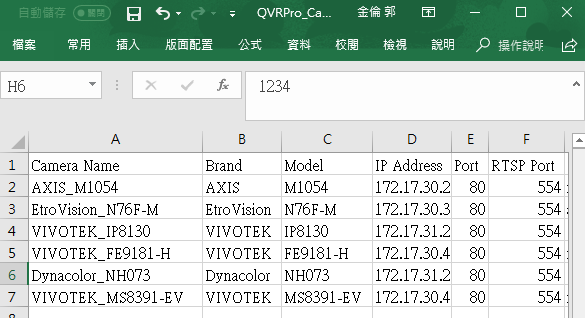 自動儲存 關閉 QVRPro_Ca... 金倫 郭
檔案 常用 插入 版面配置 公式 資料 校閱 檢視 說明 操作說明
H6 fx 1234
A B C D E F
1 Camera Name Brand Model IP Address Port RTSP Port
2 AXIS_M1054 AXIS M1054 172.17.30.2 80 554
3 EtroVision_N76F-M EtroVision N76F-M 172.17.30.3 80 554
4 VIVOTEK_IP8130 VIVOTEK IP8130 172.17.31.2 80 554
5 VIVOTEK_FE9181-H VIVOTEK FE9181-H 172.17.30.4 80 554
6 Dynacolor_NH073 Dynacolor NH073 172.17.31.2 80 554
7 VIVOTEK_MS8391-EV VIVOTEK MS8391-EV 172.17.30.4 80 554